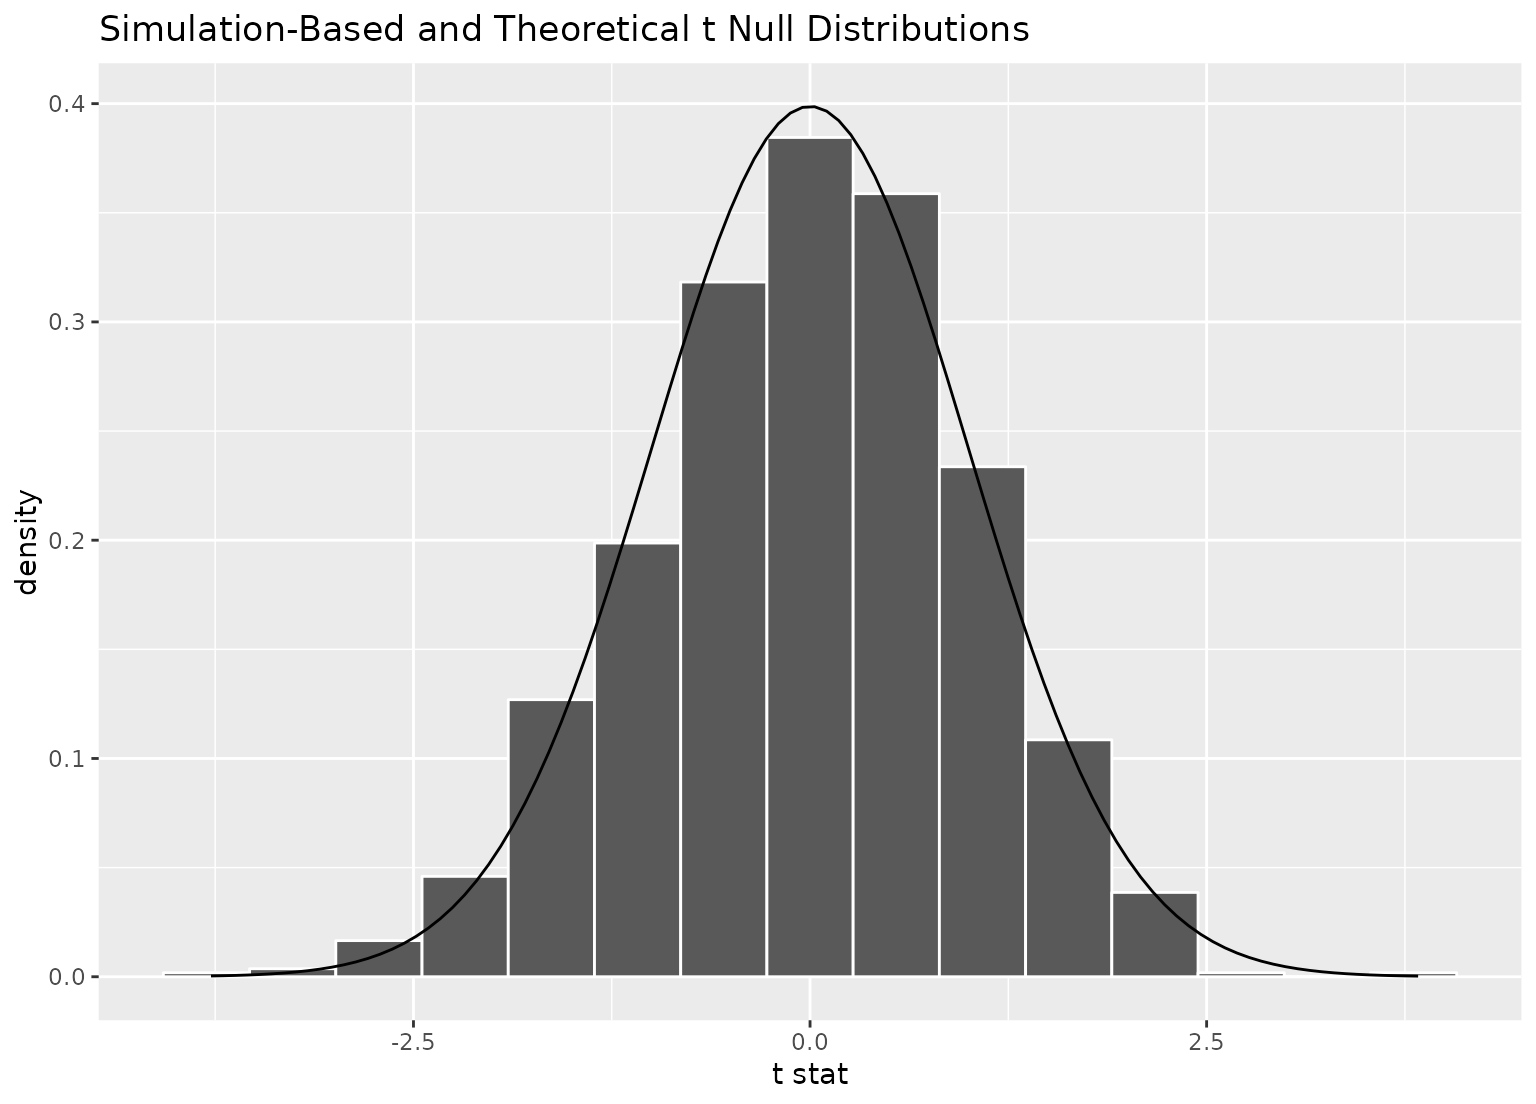 Simulation-Based and Theoretical t Null Distributions
0.4
0.3
0.2
0.1
0.0
density
-2.5
0.0
2.5
t stat